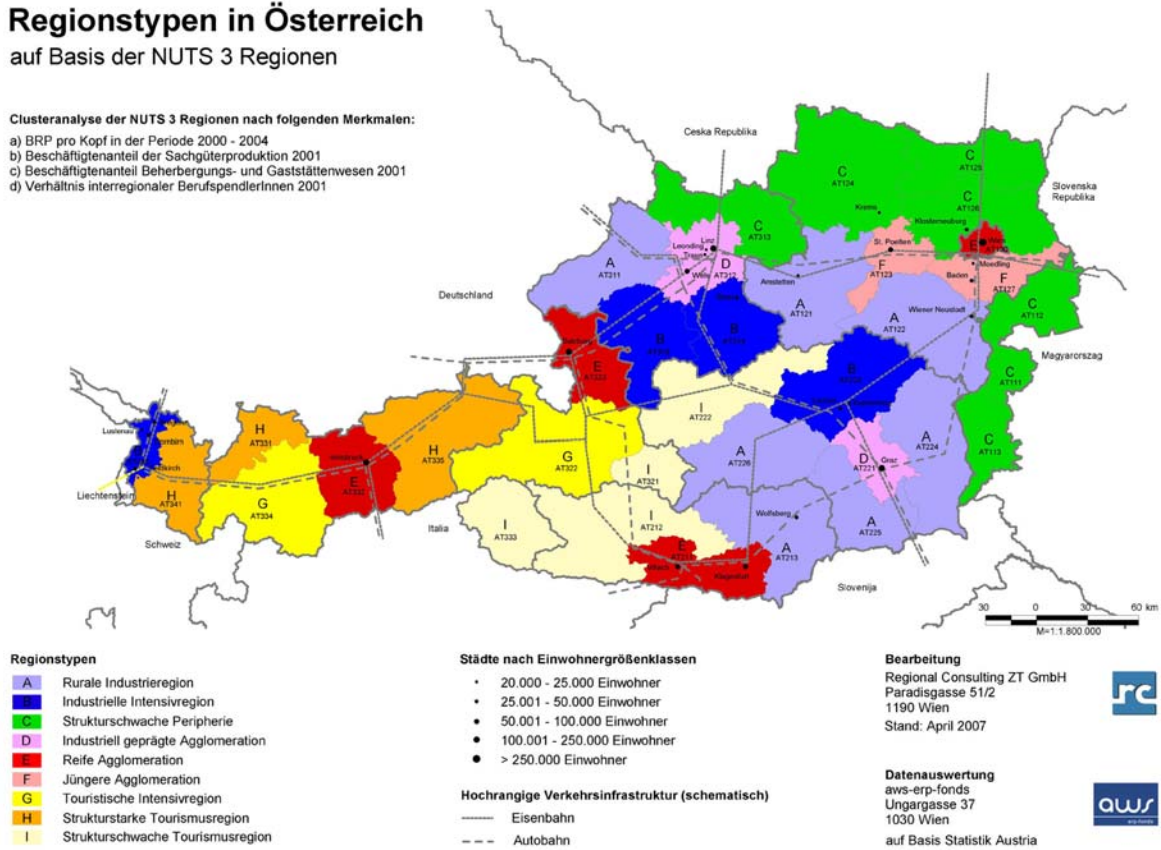 Regionstypen in Österreich
auf Basis der NUTS 3 Regionen
Clusteranalyse der NUTS 3 Regionen nach folgenden Merkmalen:
a) BRP pro Kopf in der Periode 2000 - 2004
b) Beschäftigtenanteil der Sachgüterproduktion 2001
c) Beschäftigtenanteil Beherbergungs- und Gaststättenwesen 2001
d) Verhältnis interregionaler BerufspendlerInnen 2001
Ceska Republika
Slovenska
Republika
C
AT124
C
AT125
C
AT126
Krems
Klosterneuburg
C
AT313
Linz
Leonding
Traun
Wels
D
AT312
St. Poelten
E
Wien
Moedling
F
AT123
Baden
F
AT127
A
AT211
Amstetten
Deutschland
A
AT121
Wiener Neustadt
A
AT122
C
AT112
B
B
Magyarorszag
Salzburg
E
AT323
B
C
AT111
Lustenau
H
AT331
I
AT222
A
AT224
Innsbruck
H
AT335
C
AT113
E
AT332
G
AT322
A
AT226
D
AT221
Graz
I
AT321
Liechtenstein
H
AT341
G
AT334
Schweiz
Italia
I
AT333
I
AT212
Wolfsberg
A
AT225
E
A
AT213
Klagenfurt
Slovenija
30 0 30 60 km
M=1:1.800.000
Regionstypen
A Rurale Industrieregion
B Industrielle Intensivregion
C Strukturschwache Peripherie
D Industriell geprägte Agglomeration
E Reife Agglomeration
F Jüngere Agglomeration
G Touristische Intensivregion
H Strukturstarke Tourismusregion
I Strukturschwache Tourismusregion
Städte nach Einwohnergrößenklassen
20.000 - 25.000 Einwohner
25.001 - 50.000 Einwohner
50.001 - 100.000 Einwohner
100.001 - 250.000 Einwohner
> 250.000 Einwohner
Hochrangige Verkehrsinfrastruktur (schematisch)
Eisenbahn
Autobahn
Bearbeitung
Regional Consulting ZT GmbH
Paradisgasse 51/2
1190 Wien
Stand: April 2007
rc
Datenauswertung
aws-erp-fonds
Ungargasse 37
1030 Wien
auf Basis Statistik Austria
aws
erp-fonds